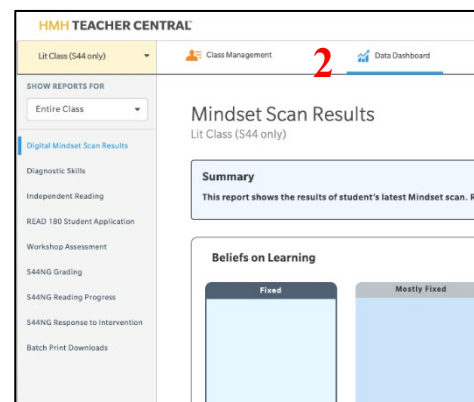 HMH TEACHER CENTRAL
Lit Class (S44 only)
Class Management
2
Data Dashboard
SHOW REPORTS FOR
Entire Class
Digital Mindset Scan Results
Diagnostic Skills
Independent Reading
READ 180 Student Application
Workshop Assessment
S44NG Grading
S44NG Reading Progress
S44NG Response to Intervention
Batch Print Downloads
Mindset Scan Results
Lit Class (S44 only)
Summary
This report shows the results of student's latest Mindset scan. R
Beliefs on Learning
Fixed
Mostly Fixed